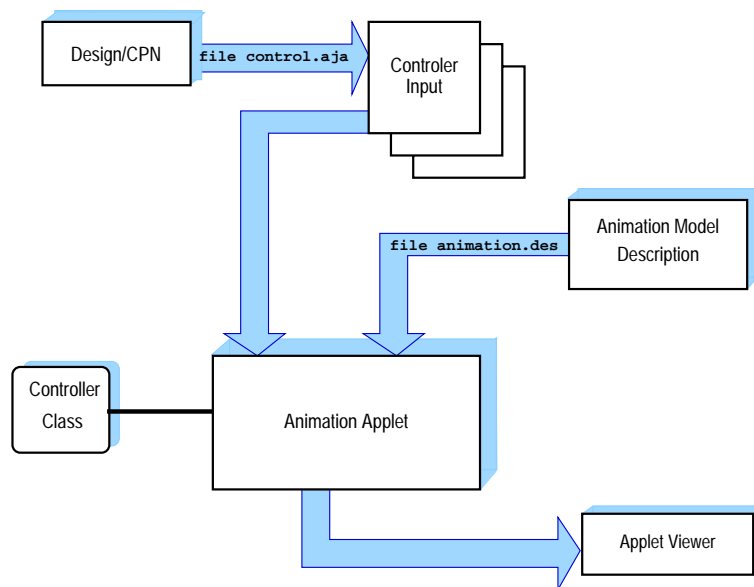 Design/CPN
file control.aja
Controler
Input
file animation.des
Animation Model
Description
Controller
Class
Animation Applet
Applet Viewer